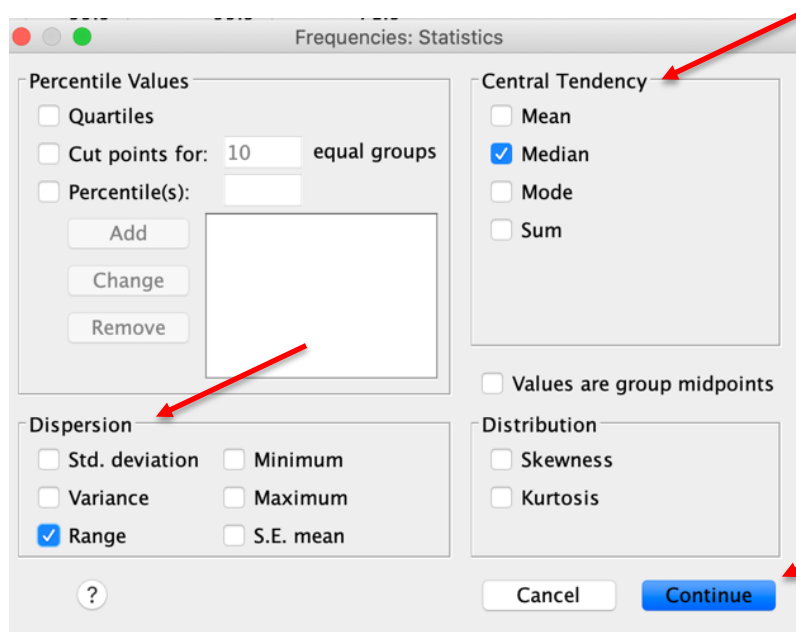 Frequencies: Statistics
Percentile Values
Quartiles
Cut points for: 10 equal groups
Percentile(s):
Add
Change
Remove
Central Tendency
Mean
Median
Mode
Sum
Values are group midpoints
Dispersion
Std. deviation Minimum
Variance Maximum
Range S.E. mean
Distribution
Skewness
Kurtosis
? Cancel Continue